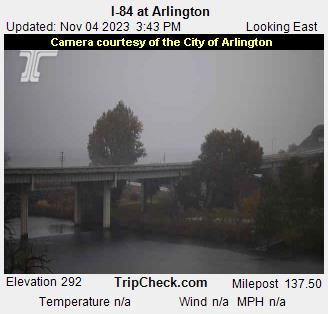 I-84 at Arlington
Updated: Nov 04 2023 3:43 PM Looking East
Camera courtesy of the City of Arlington
Elevation 292 TripCheck.com Milepost 137.50
Temperature n/a Wind n/a MPH n/a